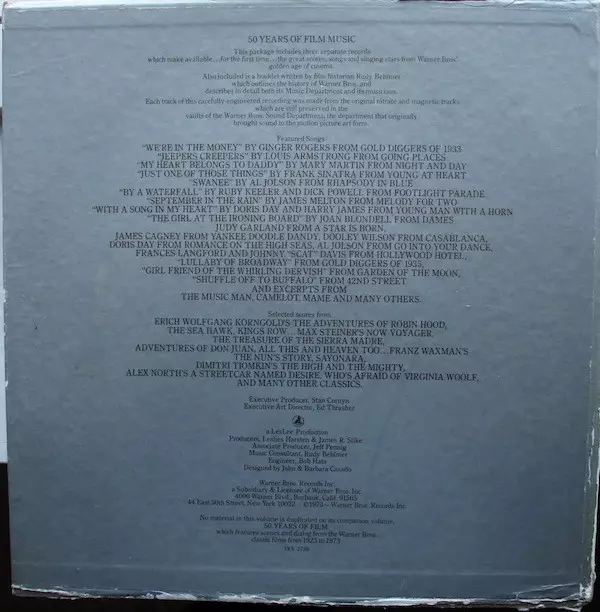 50 YEARS OF FILM MUSIC
This package includes three separate records
which make available...for the first time...the great scores, songs and singing stars from Warner Bros.'
golden age of cinema.
Also included is a booklet written by film historian Rudy Behlmer
which outlines the history of Warner Bros. and
describes in detail both its Music Department and its musicians.
Each track of this carefully-engineered recording was made from the original nitrate and magnetic tracks
which are still preserved in the
vaults of the Warner Bros. Sound Department, the department that originally
brought sound to the motion picture art form.
Featured Songs
"WE'RE IN THE MONEY" BY GINGER ROGERS FROM GOLD DIGGERS OF 1933
"JEEPERS CREEPERS" BY LOUIS ARMSTRONG FROM GOING PLACES
"MY HEART BELONGS TO DADDY" BY MARY MARTIN FROM NIGHT AND DAY
"JUST ONE OF THOSE THINGS" BY FRANK SINATRA FROM YOUNG AT HEART
"SWANEE" BY AL JOLSON FROM RHAPSODY IN BLUE
"BY A WATERFALL" BY RUBY KEELER AND DICK POWELL FROM FOOTLIGHT PARADE
"SEPTEMBER IN THE RAIN" BY JAMES MELTON FROM MELODY FOR TWO
"WITH A SONG IN MY HEART" BY DORIS DAY AND HARRY JAMES FROM YOUNG MAN WITH A HORN
"THE GIRL AT THE IRONING BOARD" BY JOAN BLONDELL FROM DAMES
JUDY GARLAND FROM A STAR IS BORN,
JAMES CAGNEY FROM YANKEE DOODLE DANDY, DOOLEY WILSON FROM CASABLANCA,
DORIS DAY FROM ROMANCE ON THE HIGH SEAS, AL JOLSON FROM GO INTO YOUR DANCE,
FRANCES LANGFORD AND JOHNNY "SCAT" DAVIS FROM HOLLYWOOD HOTEL,
"LULLABY OF BROADWAY" FROM GOLD DIGGERS OF 1935,
"GIRL FRIEND OF THE WHIRLING DERVISH" FROM GARDEN OF THE MOON,
"SHUFFLE OFF TO BUFFALO" FROM 42ND STREET
AND EXCERPTS FROM
THE MUSIC MAN, CAMELOT, MAME AND MANY OTHERS.
Selected scores from
ERICH WOLFGANG KORNGOLD'S THE ADVENTURES OF ROBIN HOOD,
THE SEA HAWK, KINGS ROW... MAX STEINER'S NOW VOYAGER,
THE TREASURE OF THE SIERRA MADRE,
ADVENTURES OF DON JUAN, ALL THIS AND HEAVEN TOO... FRANZ WAXMAN'S
THE NUN'S STORY, SAYONARA,
DIMITRI TIOMKIN'S THE HIGH AND THE MIGHTY,
ALEX NORTH'S A STREETCAR NAMED DESIRE, WHO'S AFRAID OF VIRGINIA WOOLF,
AND MANY OTHER CLASSICS.
Executive Producer, Stan Cornyn
Executive Art Director, Ed Thrasher
a LesLee Production
Producers, Leslies Harsten & James R. Silke
Associate Producer, Jeff Pennig
Music Consultant, Rudy Behlmer
Engineer, Bob Hata
Designed by John & Barbara Casado
Warner Bros. Records Inc.
a Subsidiary & Licensee of Warner Bros. Inc.
4000 Warner Blvd., Burbank, Calif. 91505
44 East 50th Street, New York 10022 ©1973 — Warner Bros. Records Inc.
No material in this volume is duplicated on its companion volume,
50 YEARS OF FILM
which features scenes and dialog from the Warner Bros.
classic films from 1923 to 1973